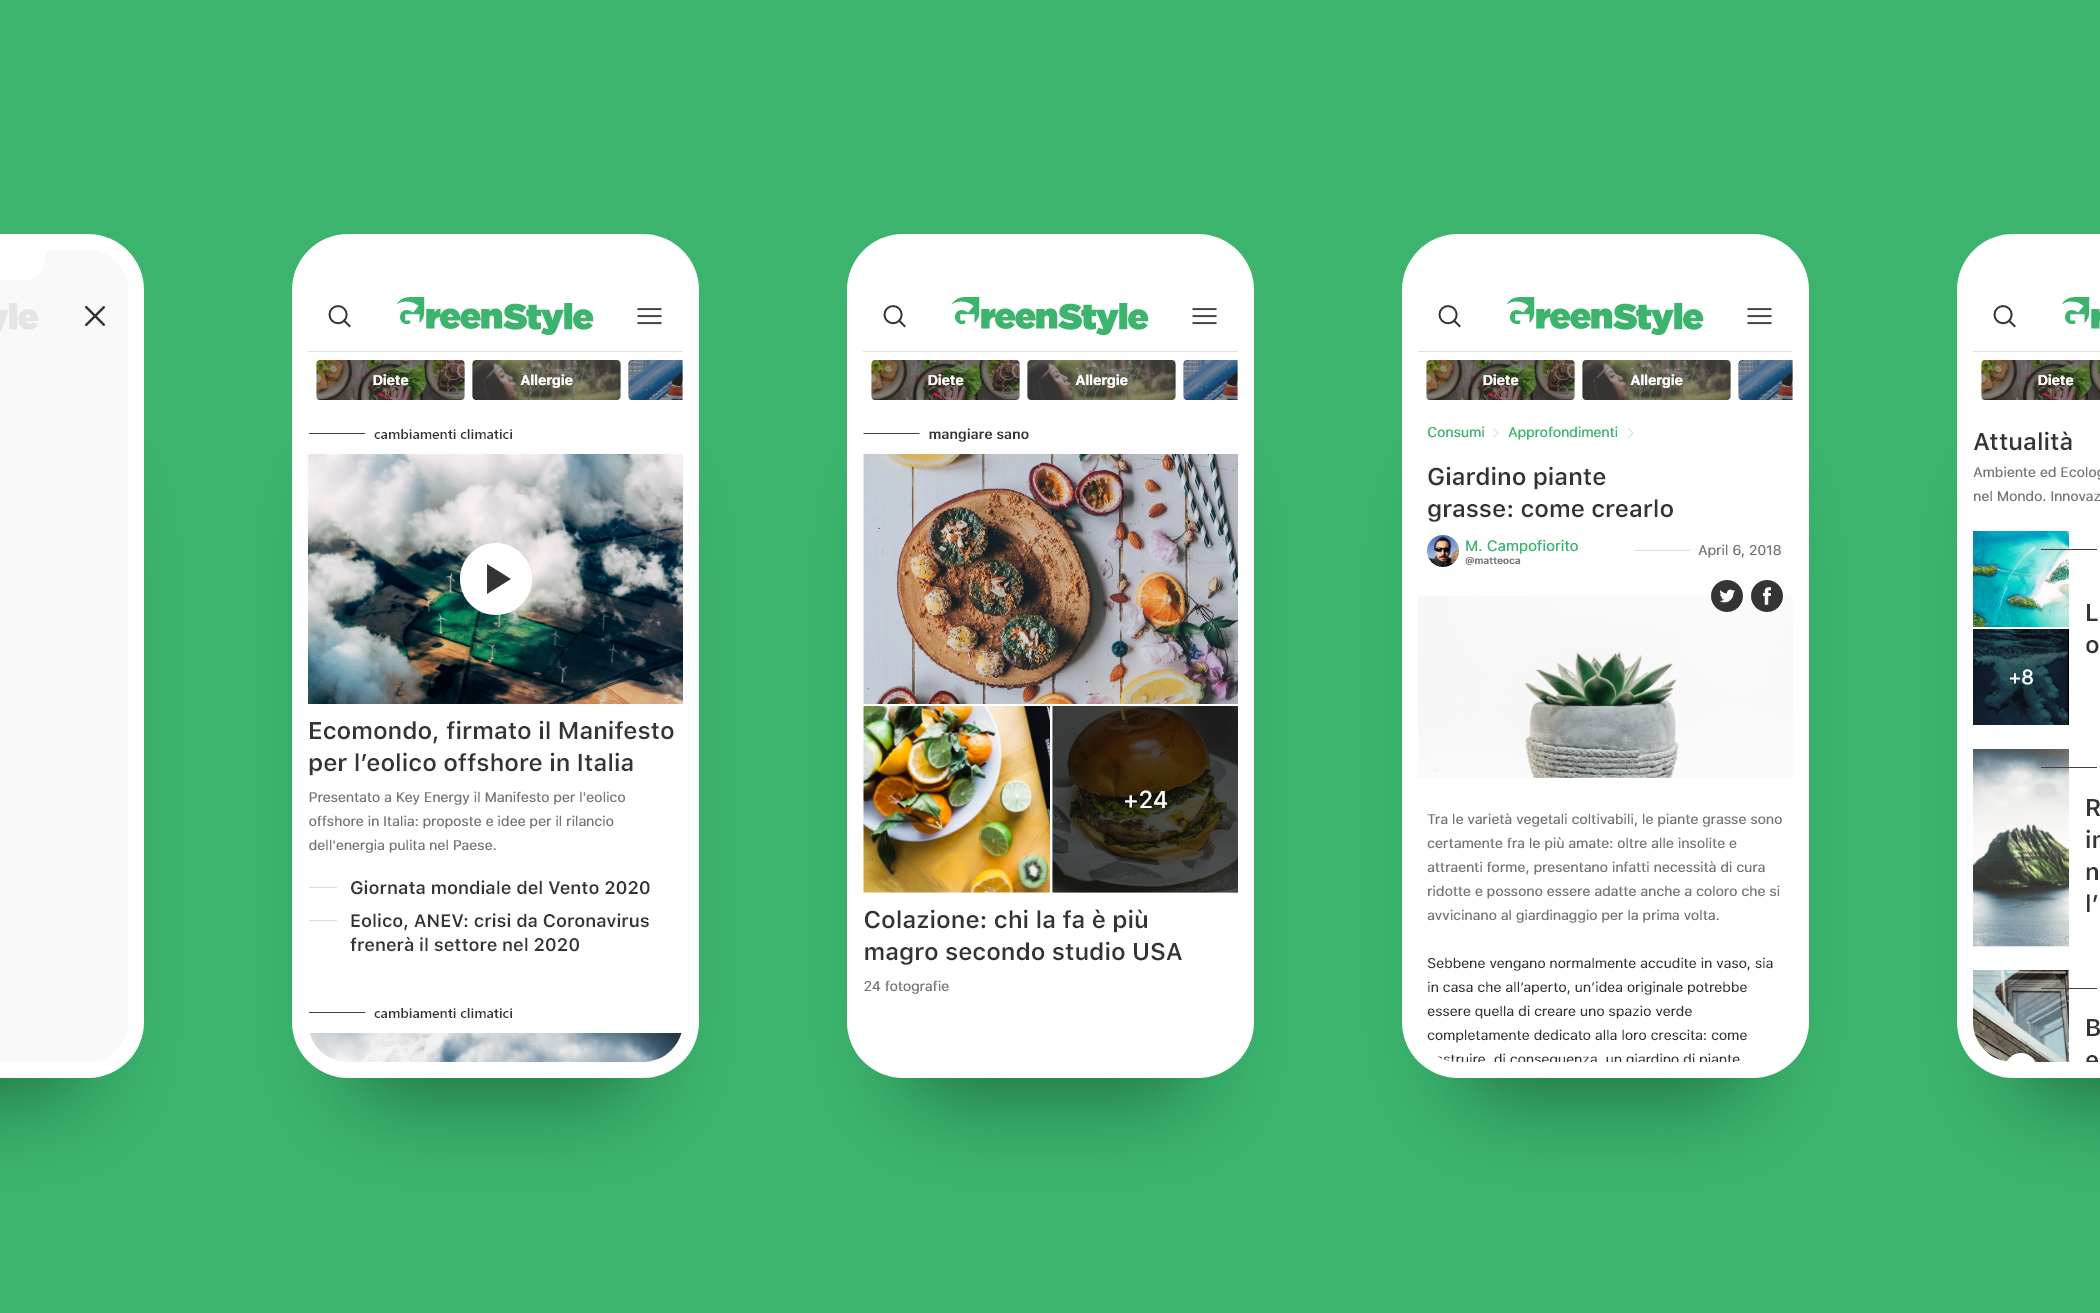 yle
GreenStyle
Diete
Allergie
cambiamenti climatici
Ecomondo, firmato il Manifesto
per l'eolico offshore in Italia
Presentato a Key Energy il Manifesto per l'eolico
offshore in Italia: proposte e idee per il rilancio
dell'energia pulita nel Paese.
Giornata mondiale del Vento 2020
Eolico, ANEV: crisi da Coronavirus
frenerà il settore nel 2020
cambiamenti climatici
GreenStyle
Diete
Allergie
mangiare sano
+24
Colazione: chi la fa è più
magro secondo studio USA
24 fotografie
GreenStyle
Diete
Allergie
Consumi
Approfondimenti
Giardino piante
grasse: come crearlo
M. Campofiorito
@matteoca
April 6, 2018
Tra le varietà vegetali coltivabili, le piante grasse sono
certamente fra le più amate: oltre alle insolite e
attraenti forme, presentano infatti necessità di cura
ridotte e possono essere adatte anche a coloro che si
avvicinano al giardinaggio per la prima volta.
Sebbene vengano normalmente accudite in vaso, sia
in casa che all'aperto, un'idea originale potrebbe
essere quella di creare uno spazio verde
completamente dedicato alla loro crescita: come
di conseguenza, un giardino di piante
Diete
Attualità
Ambiente ed
nel Mondo.
+8